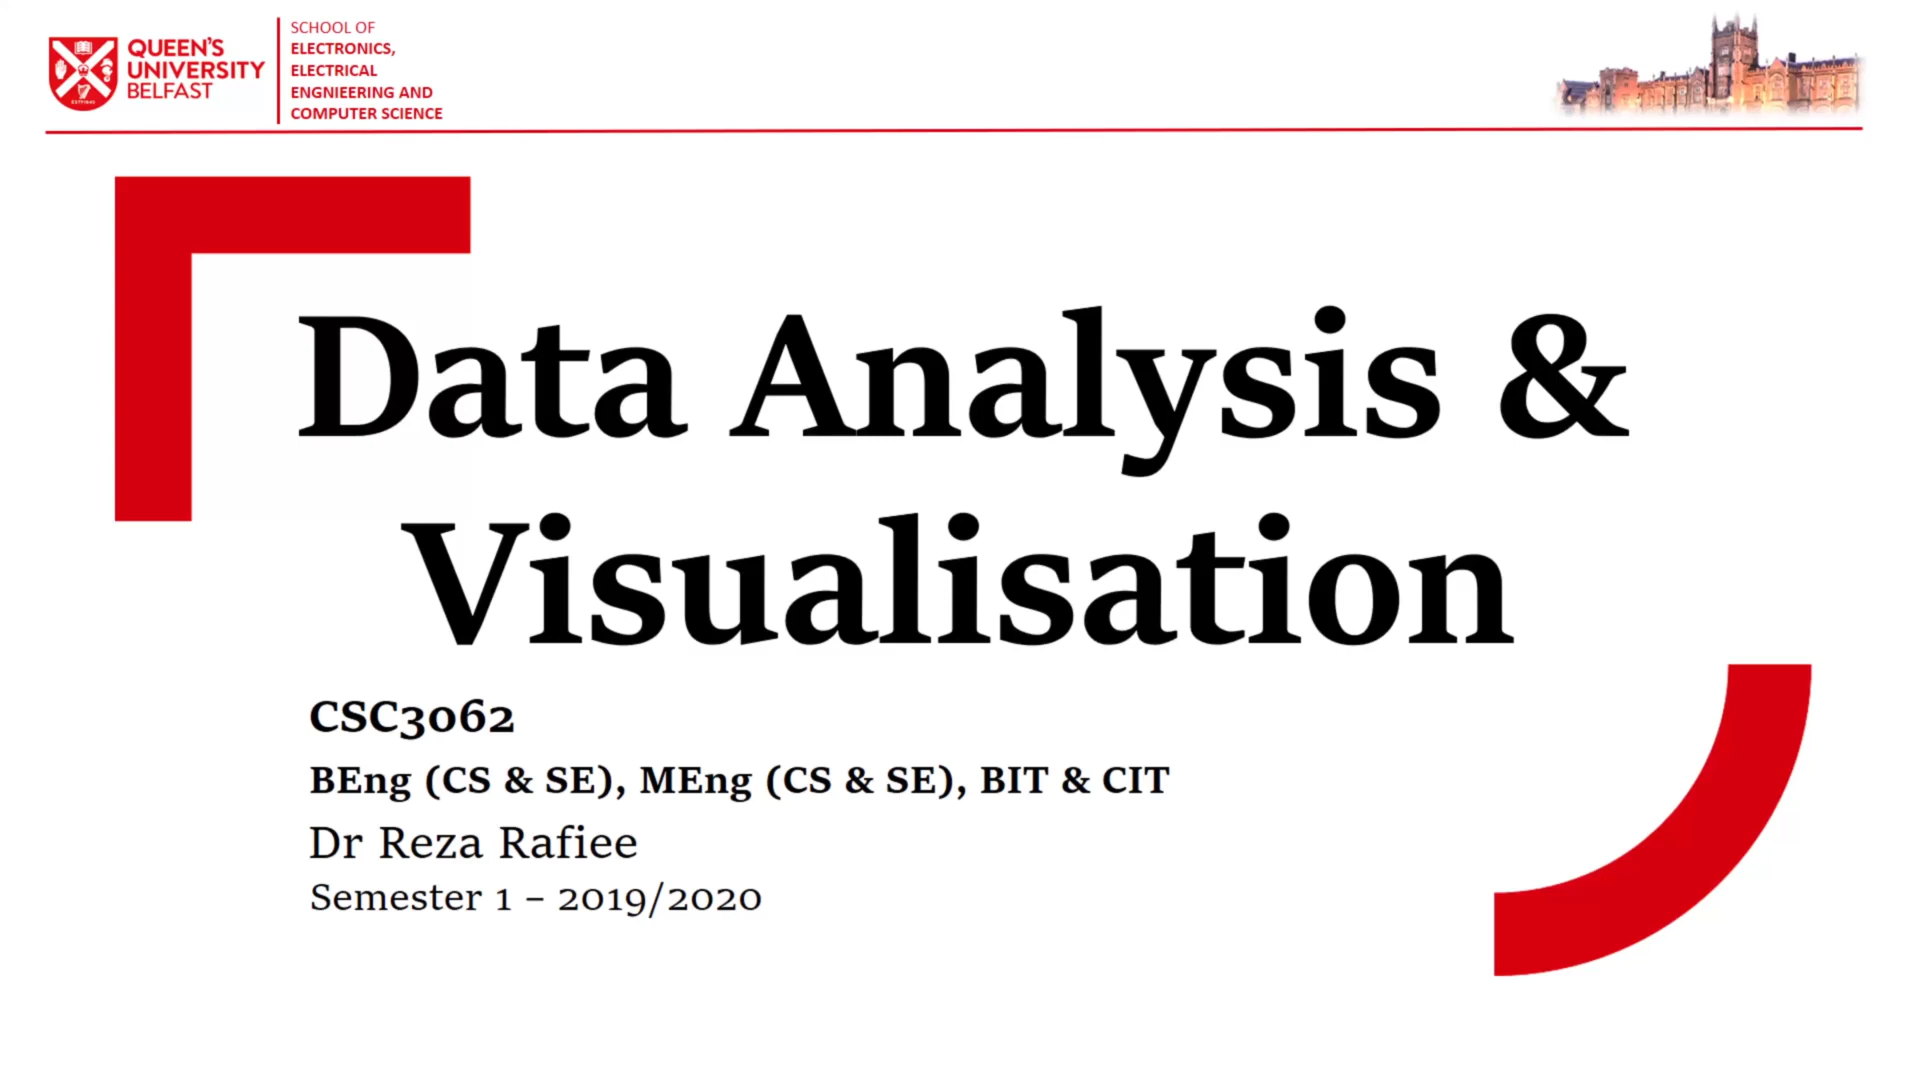 QUEEN'S
UNIVERSITY
BELFAST
SCHOOL OF
ELECTRONICS,
ELECTRICAL
ENGNIEERING AND
COMPUTER SCIENCE
Data Analysis &
Visualisation
CSC3062
BEng (CS & SE), MEng (CS & SE), BIT & CIT
Dr Reza Rafiee
Semester 1 – 2019/2020